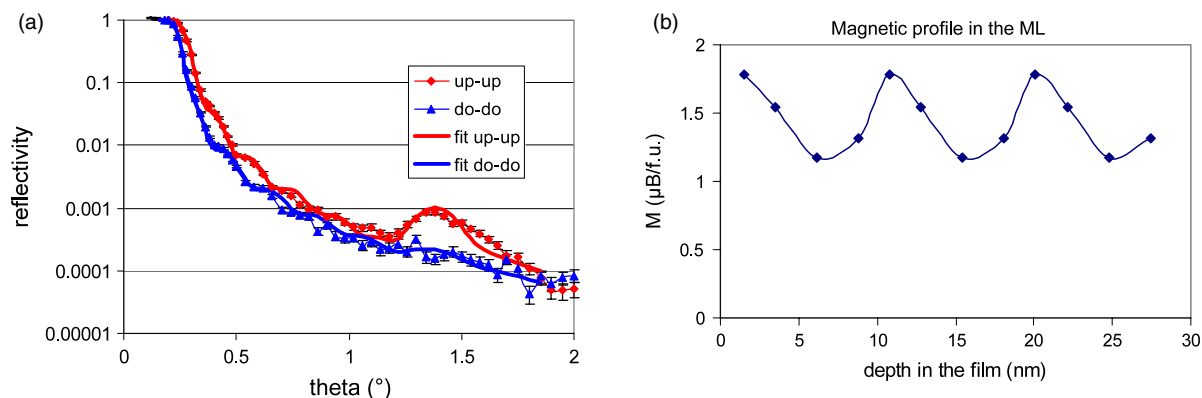 (a)
1
0.1
0.01
0.001
0.0001
0.00001
reflectivity
0 0.5 1 1.5 2
theta (°)
up-up
do-do
fit up-up
fit do-do
(b)
Magnetic profile in the ML
2
1.5
1
0.5
0
M (µB/f.u.)
0 5 10 15 20 25 30
depth in the film (nm)